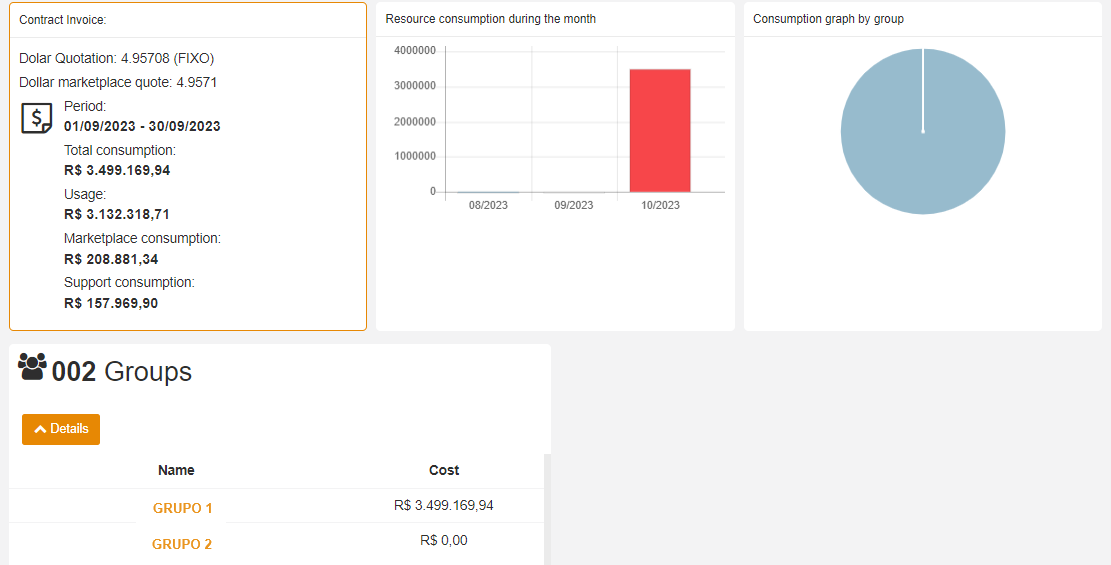 Contract Invoice:
Dolar Quotation: 4.95708 (FIXO)
Dollar marketplace quote: 4.9571
$
Period:
01/09/2023 - 30/09/2023
Total consumption:
R$ 3.499.169,94
Usage:
R$ 3.132.318,71
Marketplace consumption:
R$ 208.881,34
Support consumption:
R$ 157.969,90
Resource consumption during the month
4000000
3000000
2000000
1000000
0
08/2023 09/2023 10/2023
Consumption graph by group
002 Groups
Details
Name Cost
GRUPO 1 R$ 3.499.169,94
GRUPO 2 R$ 0,00